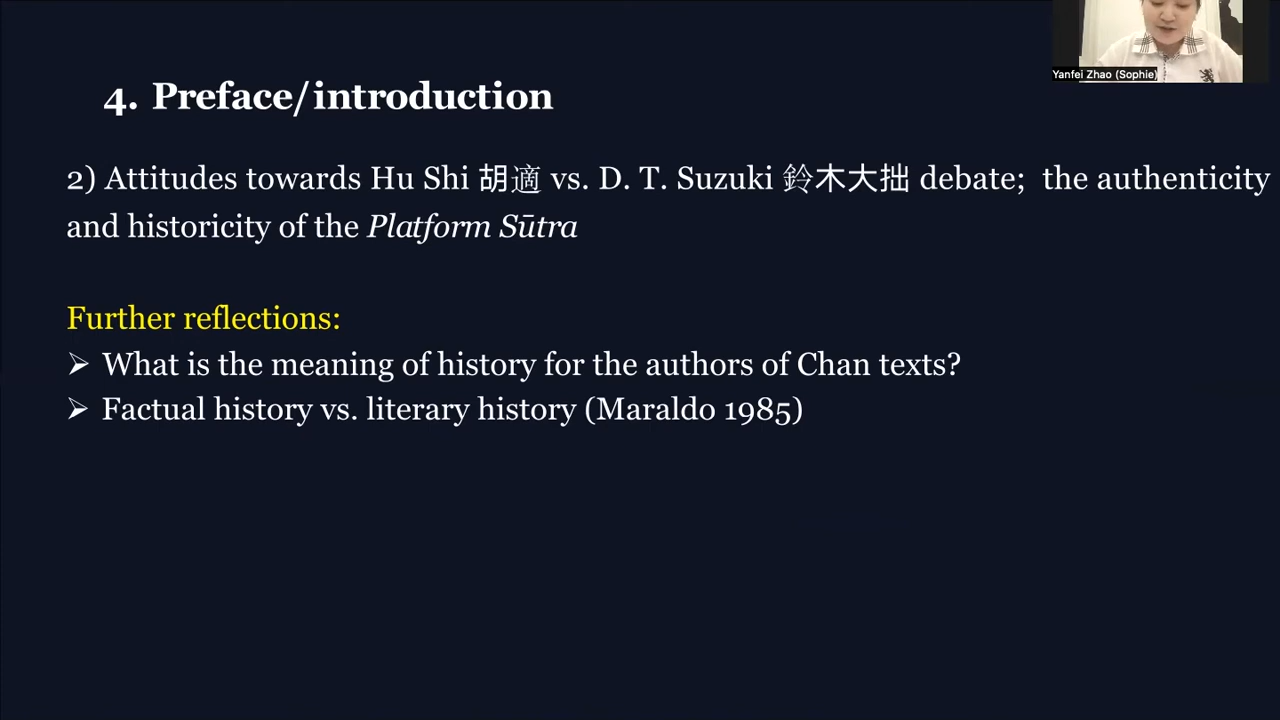 Yanfei Zhao (Sophie)
4. Preface/introduction
2) Attitudes towards Hu Shi 胡適 vs. D. T. Suzuki 鈴木大拙 debate; the authenticity
and historicity of the Platform Sūtra
Further reflections:
➢ What is the meaning of history for the authors of Chan texts?
➢ Factual history vs. literary history (Maraldo 1985)